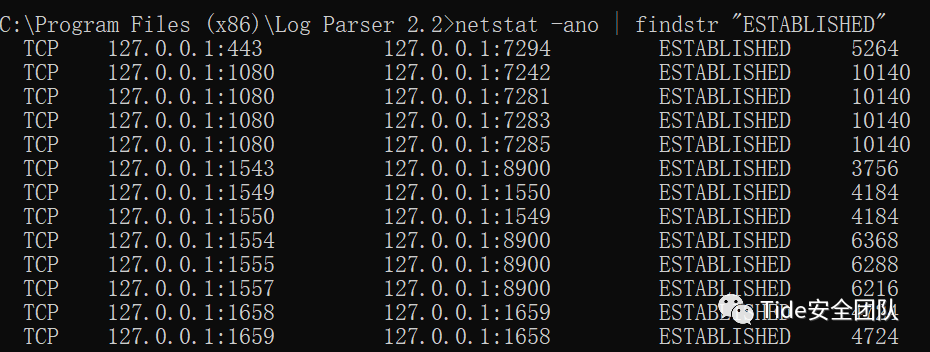 C:\Program Files (x86)\Log Parser 2.2>netstat -ano | findstr "ESTABLISHED"
TCP 127.0.0.1:443 127.0.0.1:7294 ESTABLISHED 5264
TCP 127.0.0.1:1080 127.0.0.1:7242 ESTABLISHED 10140
TCP 127.0.0.1:1080 127.0.0.1:7281 ESTABLISHED 10140
TCP 127.0.0.1:1080 127.0.0.1:7283 ESTABLISHED 10140
TCP 127.0.0.1:1080 127.0.0.1:7285 ESTABLISHED 10140
TCP 127.0.0.1:1543 127.0.0.1:8900 ESTABLISHED 3756
TCP 127.0.0.1:1549 127.0.0.1:1550 ESTABLISHED 4184
TCP 127.0.0.1:1550 127.0.0.1:1549 ESTABLISHED 4184
TCP 127.0.0.1:1554 127.0.0.1:8900 ESTABLISHED 6368
TCP 127.0.0.1:1555 127.0.0.1:8900 ESTABLISHED 6288
TCP 127.0.0.1:1557 127.0.0.1:8900 ESTABLISHED 6216
TCP 127.0.0.1:1658 127.0.0.1:1659 ESTABLISHED
Tide安全团队
TCP 127.0.0.1:1659 127.0.0.1:1658 ESTABLISHED 4724